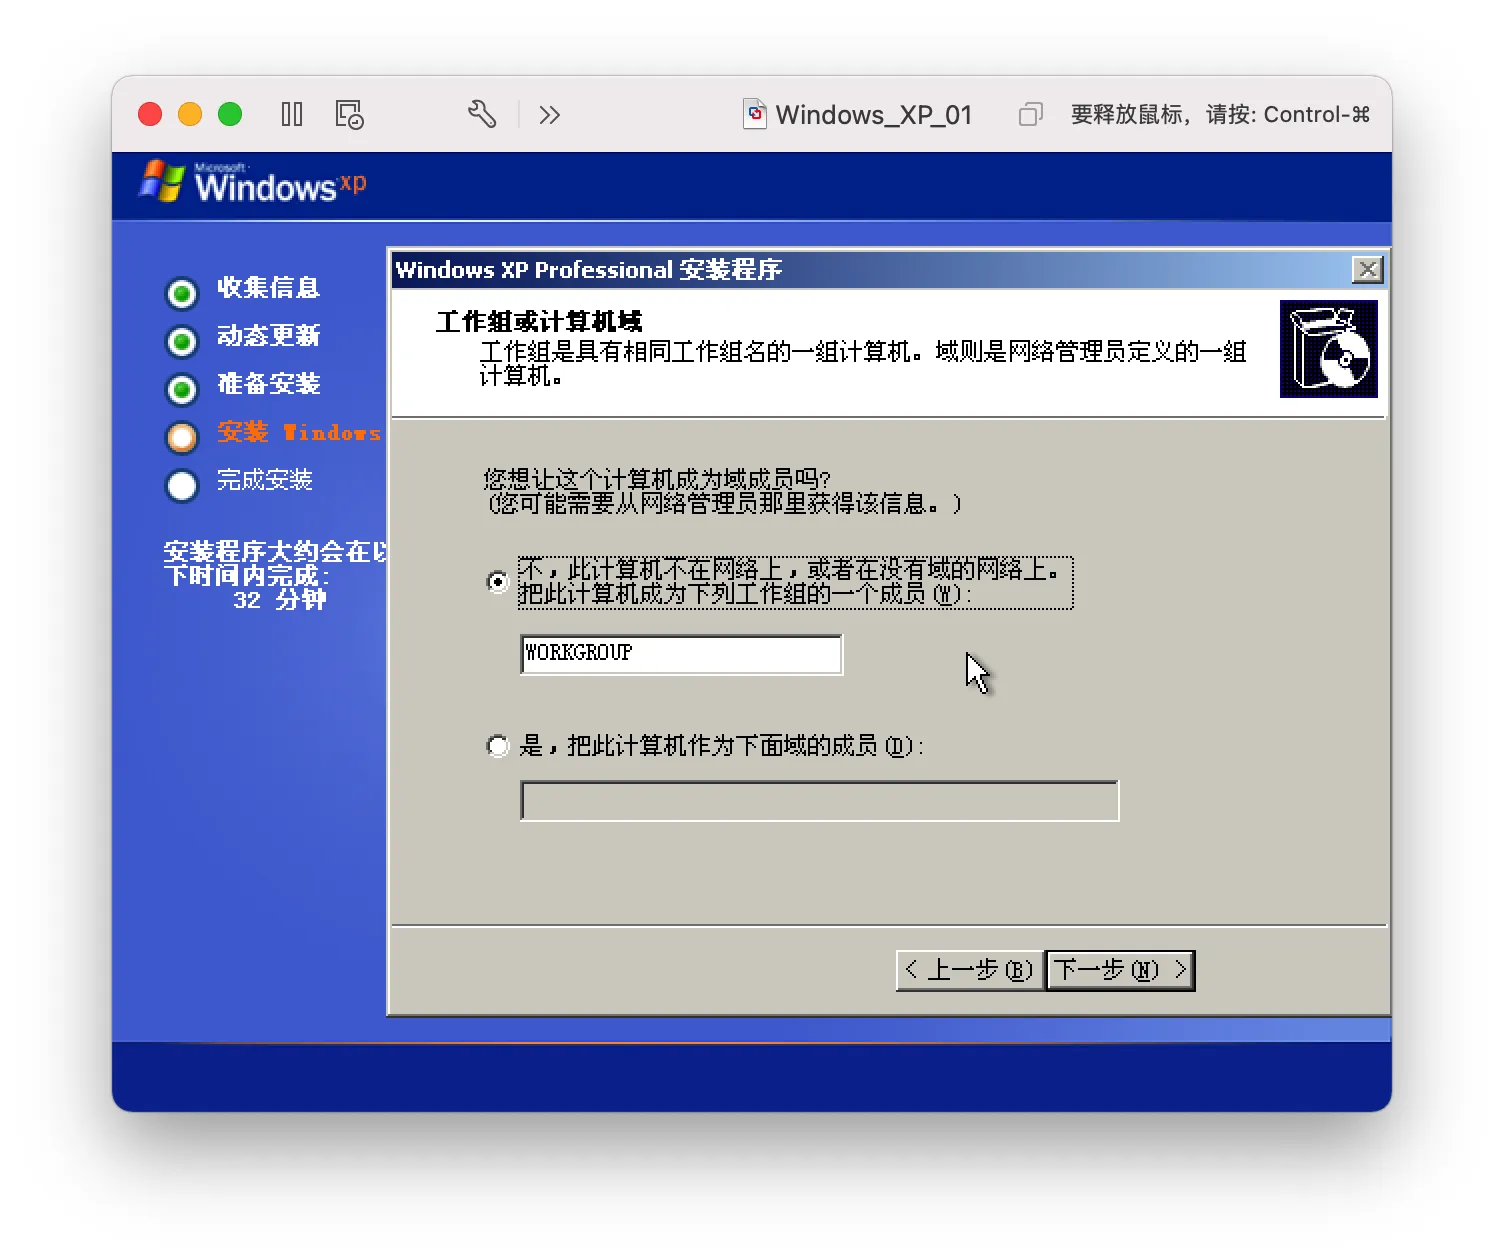 Windows_XP_01
要释放鼠标，请按: Control-⌘
Microsoft
Windows xp
收集信息
动态更新
准备安装
安装 Windows
完成安装
安装程序大约会在以
下时间内完成:
32 分钟
Windows XP Professional 安装程序
工作组或计算机域
工作组是具有相同工作组名的一组计算机。域则是网络管理员定义的一组
计算机。
您想让这个计算机成为域成员吗?
(您可能需要从网络管理员那里获得该信息。)
不，此计算机不在网络上，或者在没有域的网络上。
把此计算机成为下列工作组的一个成员(W):
WORKGROUP
是，把此计算机作为下面域的成员(D):
< 上一步(B)
下一步(N) >